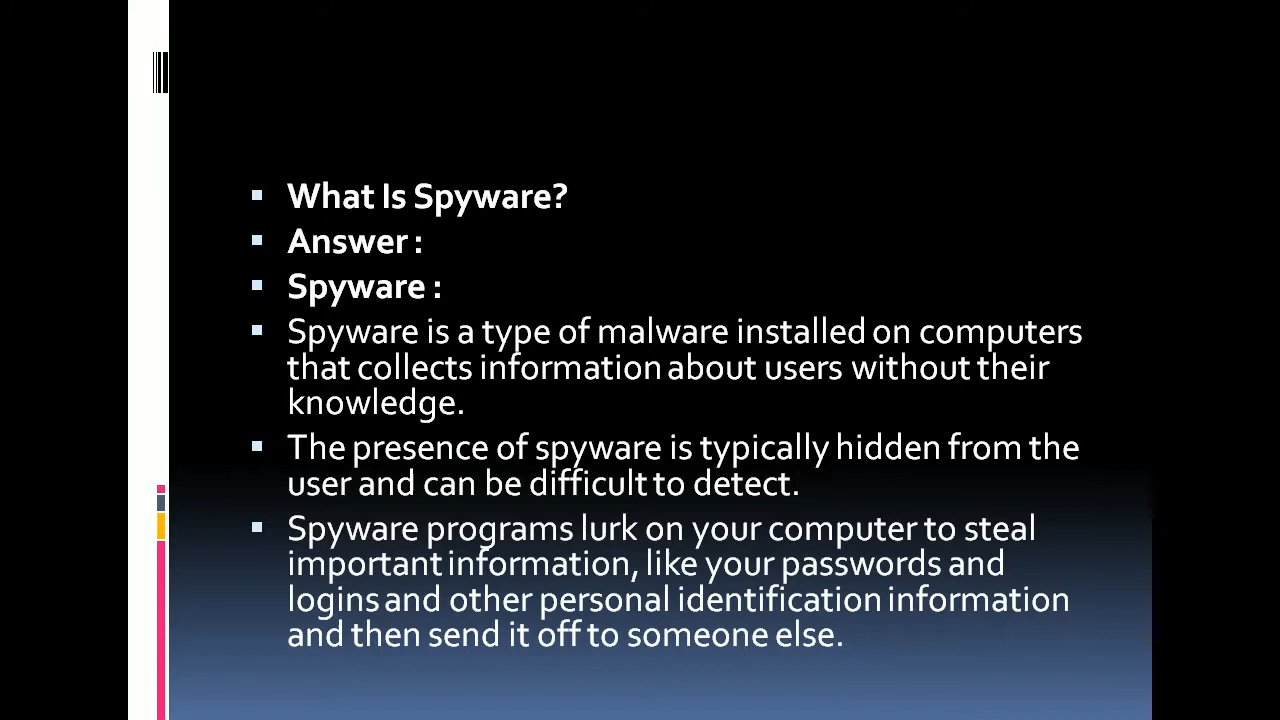 What Is Spyware?
Answer :
Spyware :
Spyware is a type of malware installed on computers
that collects information about users without their
knowledge.
The presence of spyware is typically hidden from the
user and can be difficult to detect.
Spyware programs lurk on your computer to steal
important information, like your passwords and
logins and other personal identification information
and then send it off to someone else.